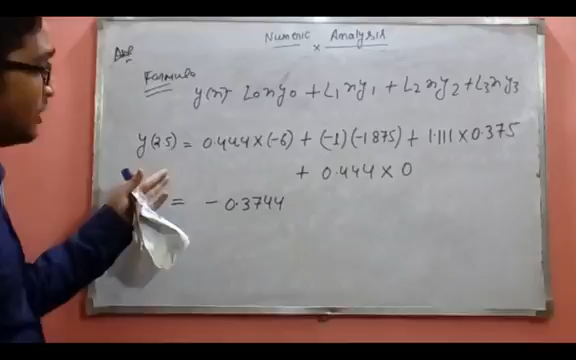 Numeric Analysis
×
Formula
y(x)= L0xy0 + L1xy1 + L2xy2 + L3xy3
y(2.5) = 0.444×(-6) + (-1)(-1.875) + 1.111×0.375
+ 0.444 × 0
= -0.3744